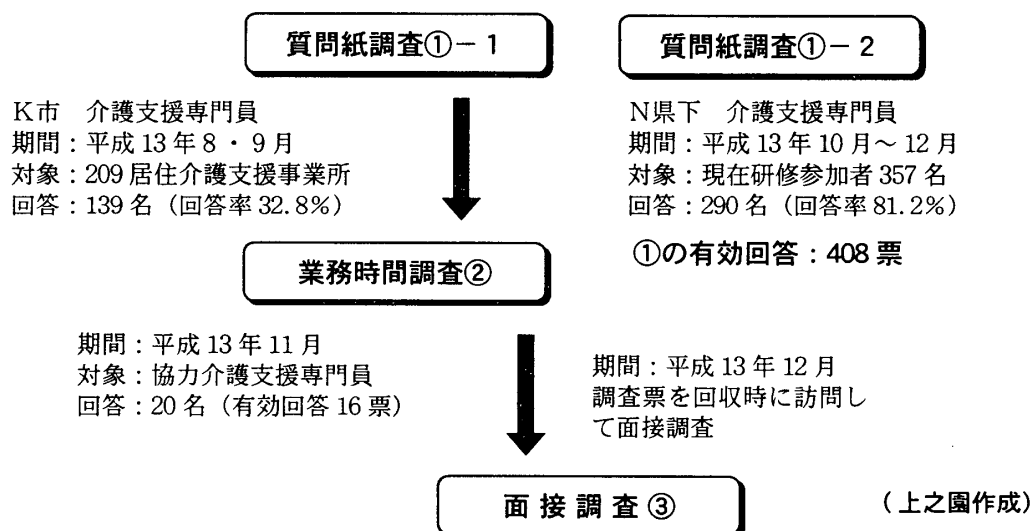 質問紙調査①－1
質問紙調査①－2
K市　介護支援専門員
期間：平成13年8・9月
対象：209居住介護支援事業所
回答：139名（回答率32.8%）
N県下　介護支援専門員
期間：平成13年10月～12月
対象：現在研修参加者357名
回答：290名（回答率81.2%）
①の有効回答：408票
業務時間調査②
期間：平成13年11月
対象：協力介護支援専門員
回答：20名（有効回答16票）
期間：平成13年12月
調査票を回収時に訪問し
て面接調査
面接調査③
（上之園作成）